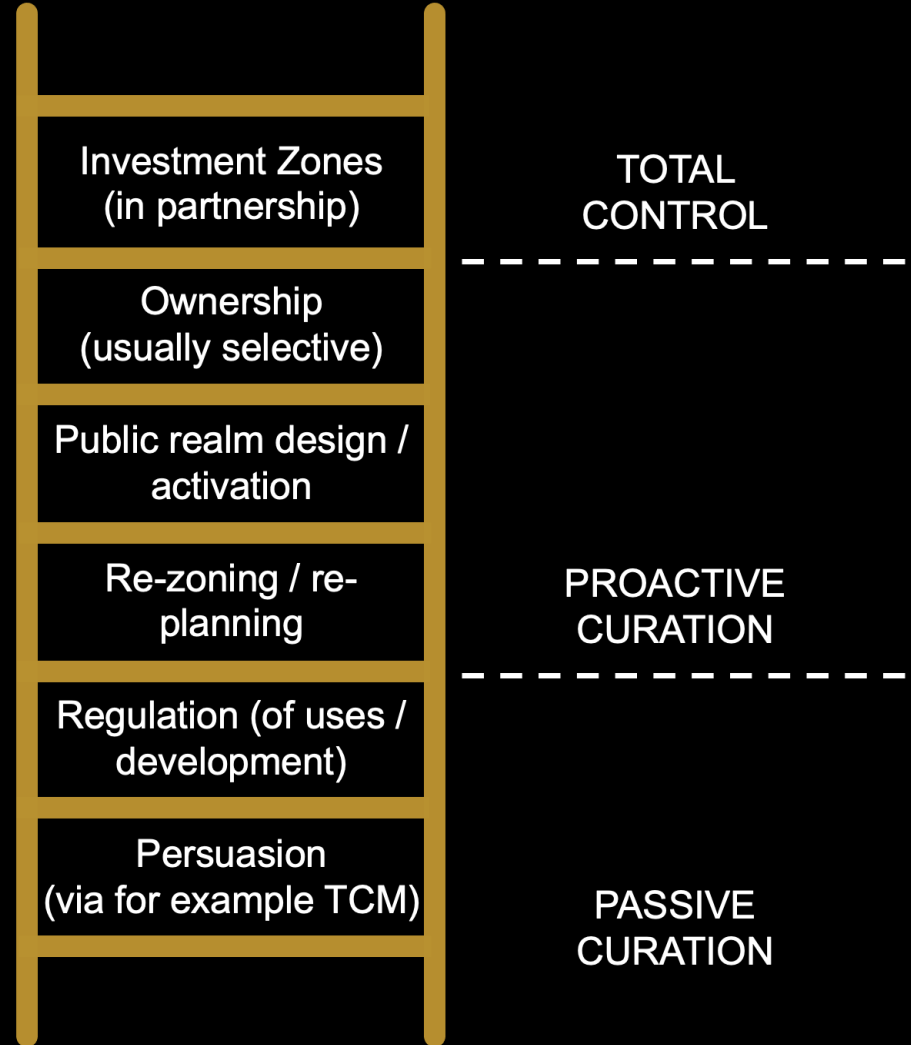 Investment Zones
(in partnership)
TOTAL
CONTROL
Ownership
(usually selective)
Public realm design /
activation
Re-zoning / re-
planning
PROACTIVE
CURATION
Regulation (of uses /
development)
Persuasion
(via for example TCM)
PASSIVE
CURATION